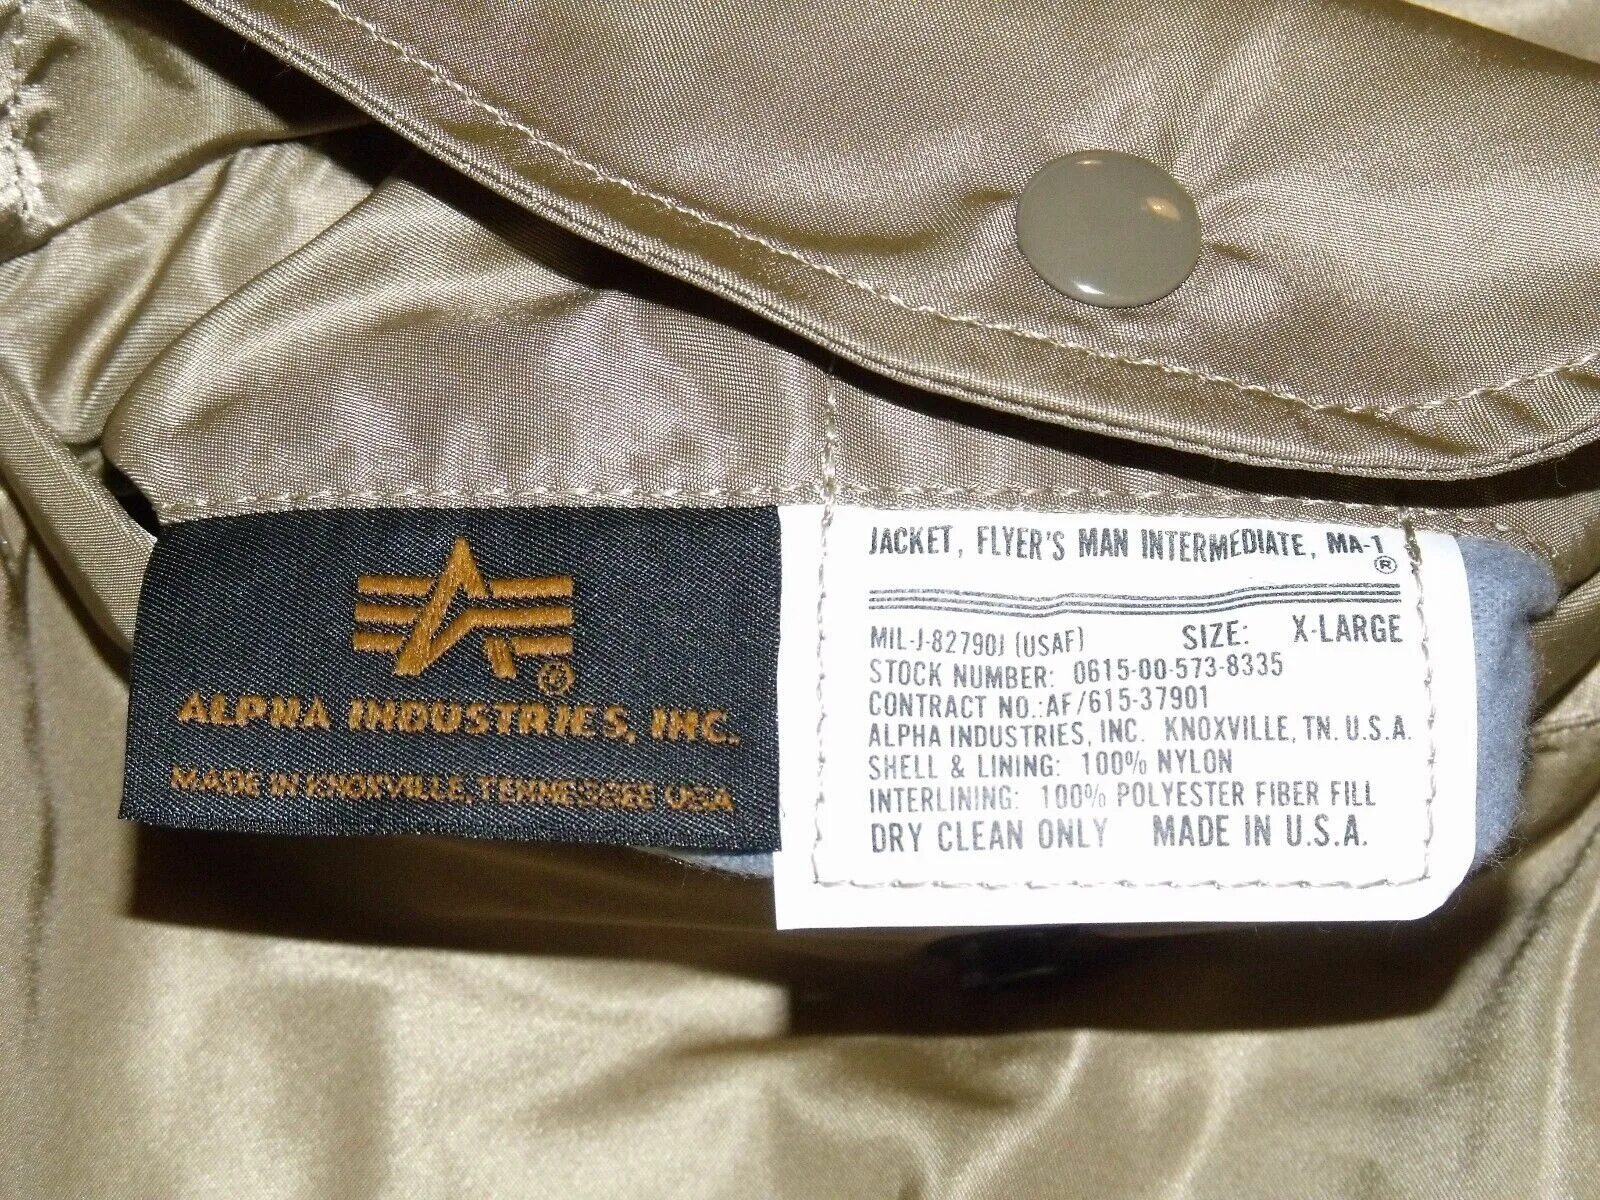 ALPHA INDUSTRIES, INC.
MADE IN KNOXVILLE, TENNESSEE USA
JACKET, FLYER'S MAN INTERMEDIATE, MA-1
®
MIL-J-82790J (USAF) SIZE: X-LARGE
STOCK NUMBER: 0615-00-573-8335
CONTRACT NO.:AF/615-37901
ALPHA INDUSTRIES, INC. KNOXVILLE, TN. U.S.A.
SHELL & LINING: 100% NYLON
INTERLINING: 100% POLYESTER FIBER FILL
DRY CLEAN ONLY MADE IN U.S.A.